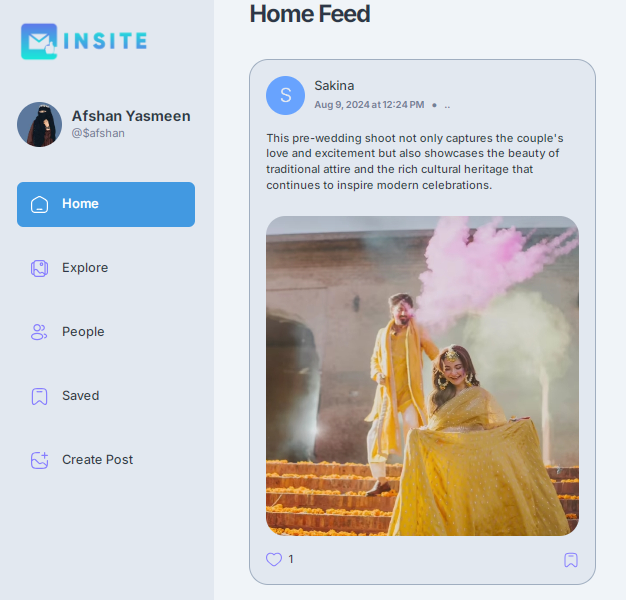 INSITE
Afshan Yasmeen
@$afshan
Home
Explore
People
Saved
Create Post
Home Feed
S
Sakina
Aug 9, 2024 at 12:24 PM • ..
This pre-wedding shoot not only captures the couple's
love and excitement but also showcases the beauty of
traditional attire and the rich cultural heritage that
continues to inspire modern celebrations.
1